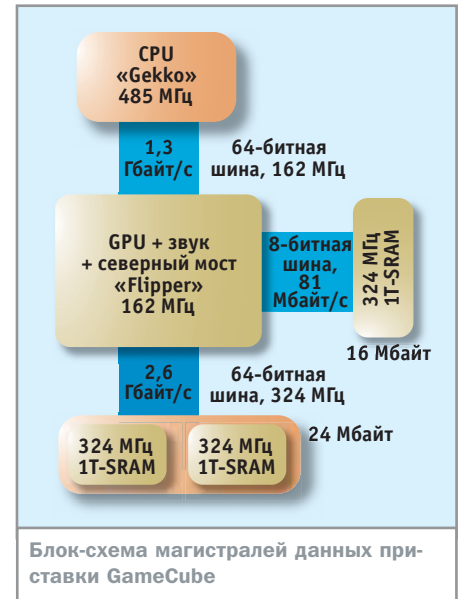 CPU
«Gekko»
485 МГц
1,3
Гбайт/с
64-битная
шина, 162 МГц
GPU + звук
+ северный мост
«Flipper»
162 МГц
8-битная
шина,
81
Мбайт/с
324 МГц
1T-SRAM
16 Мбайт
2,6
Гбайт/с
64-битная
шина, 324 МГц
24 Мбайт
324 МГц
1T-SRAM
324 МГц
1T-SRAM
Блок-схема магистралей данных при-
ставки GameCube